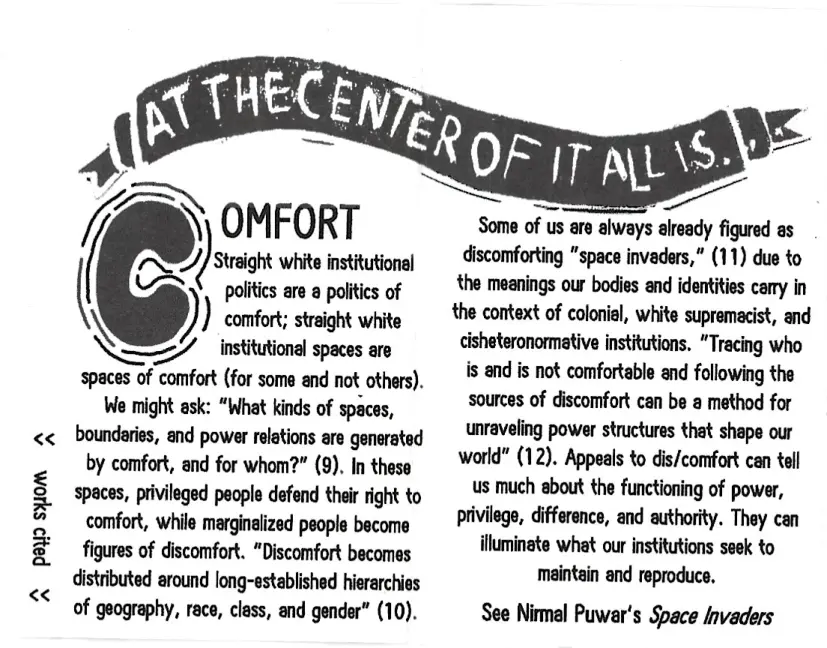 AT THE CENTER OF IT ALL IS...
COMFORT
Straight white institutional
politics are a politics of
comfort; straight white
institutional spaces are
spaces of comfort (for some and not others).
We might ask: "What kinds of spaces,
boundaries, and power relations are generated
by comfort, and for whom?" (9). In these
spaces, privileged people defend their right to
comfort, while marginalized people become
figures of discomfort. "Discomfort becomes
distributed around long-established hierarchies
of geography, race, class, and gender" (10).
<< works cited <<
Some of us are always already figured as
discomforting "space invaders," (11) due to
the meanings our bodies and identities carry in
the context of colonial, white supremacist, and
cisheteronormative institutions. "Tracing who
is and is not comfortable and following the
sources of discomfort can be a method for
unraveling power structures that shape our
world" (12). Appeals to dis/comfort can tell
us much about the functioning of power,
privilege, difference, and authority. They can
illuminate what our institutions seek to
maintain and reproduce.
See Nirmal Puwar's Space Invaders